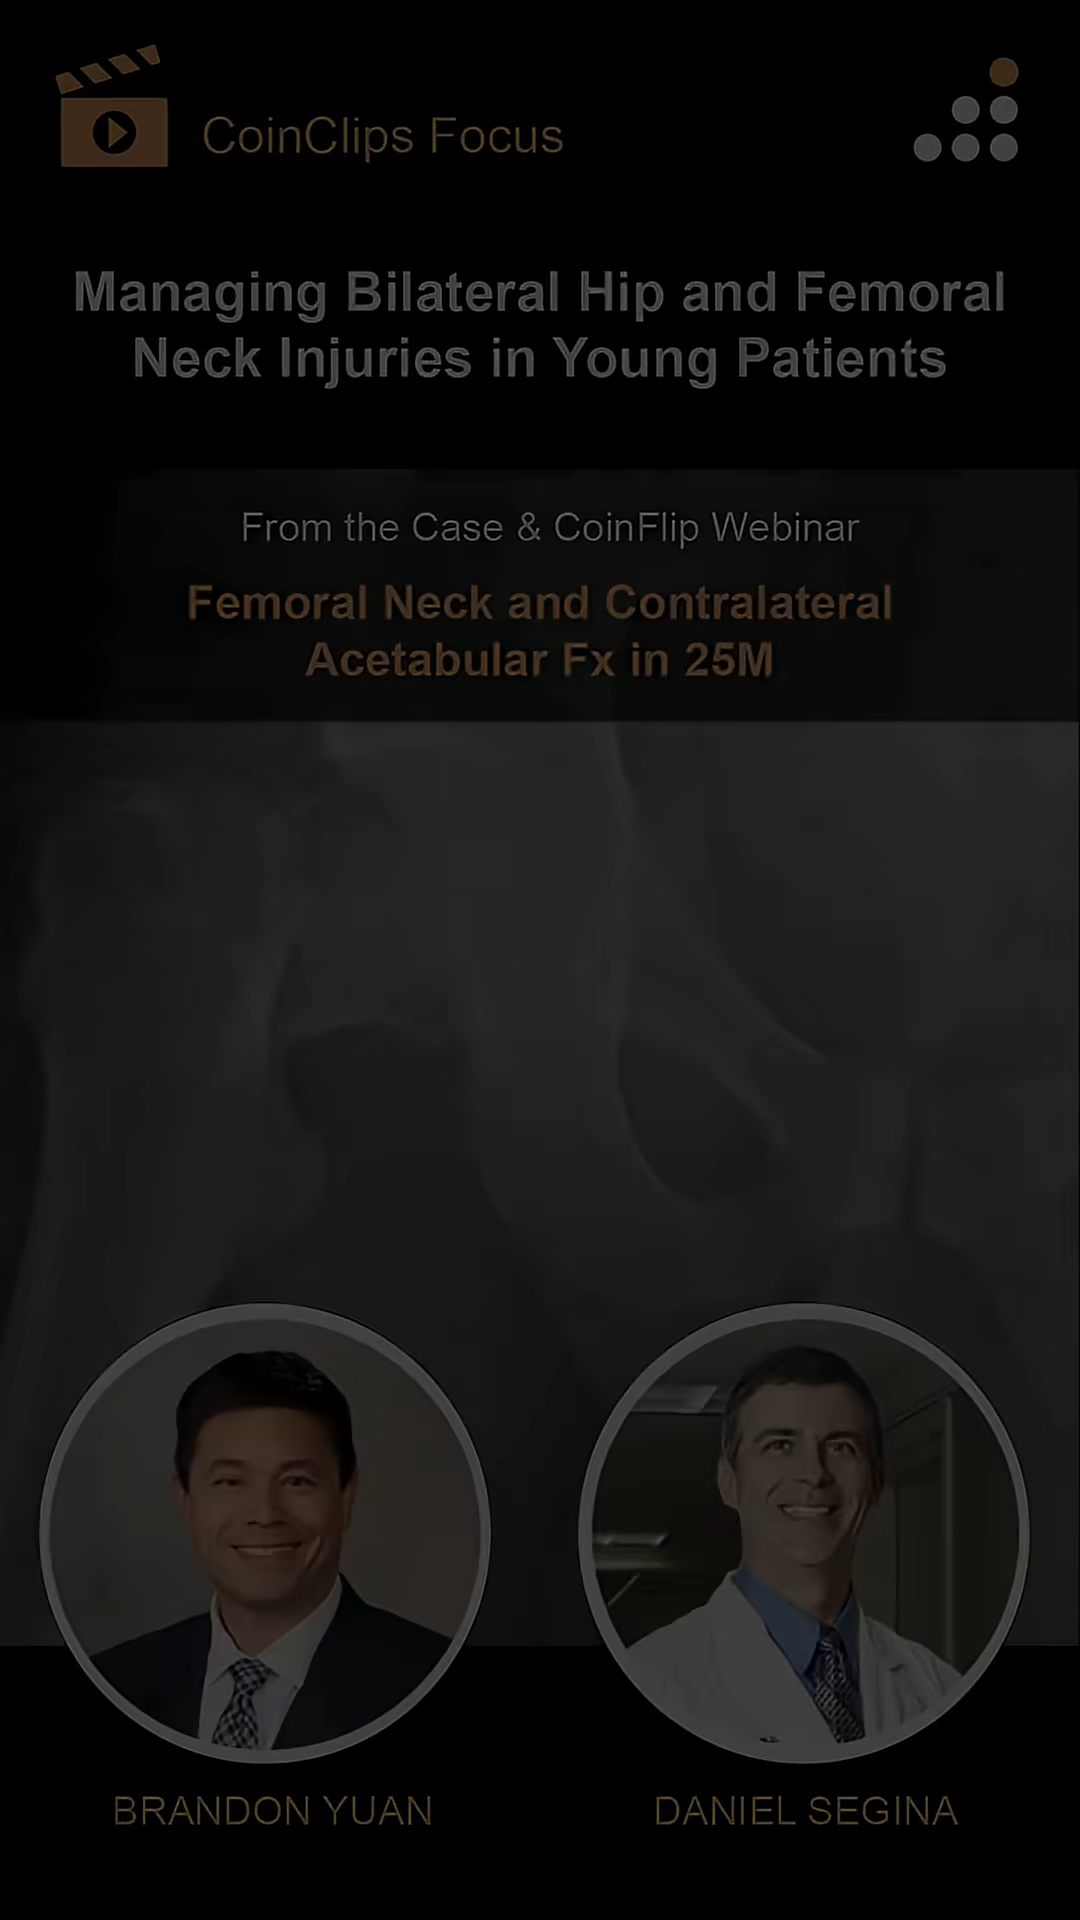 CoinClips Focus
Managing Bilateral Hip and Femoral
Neck Injuries in Young Patients
From the Case & CoinFlip Webinar
Femoral Neck and Contralateral
Acetabular Fx in 25M
BRANDON YUAN
DANIEL SEGINA